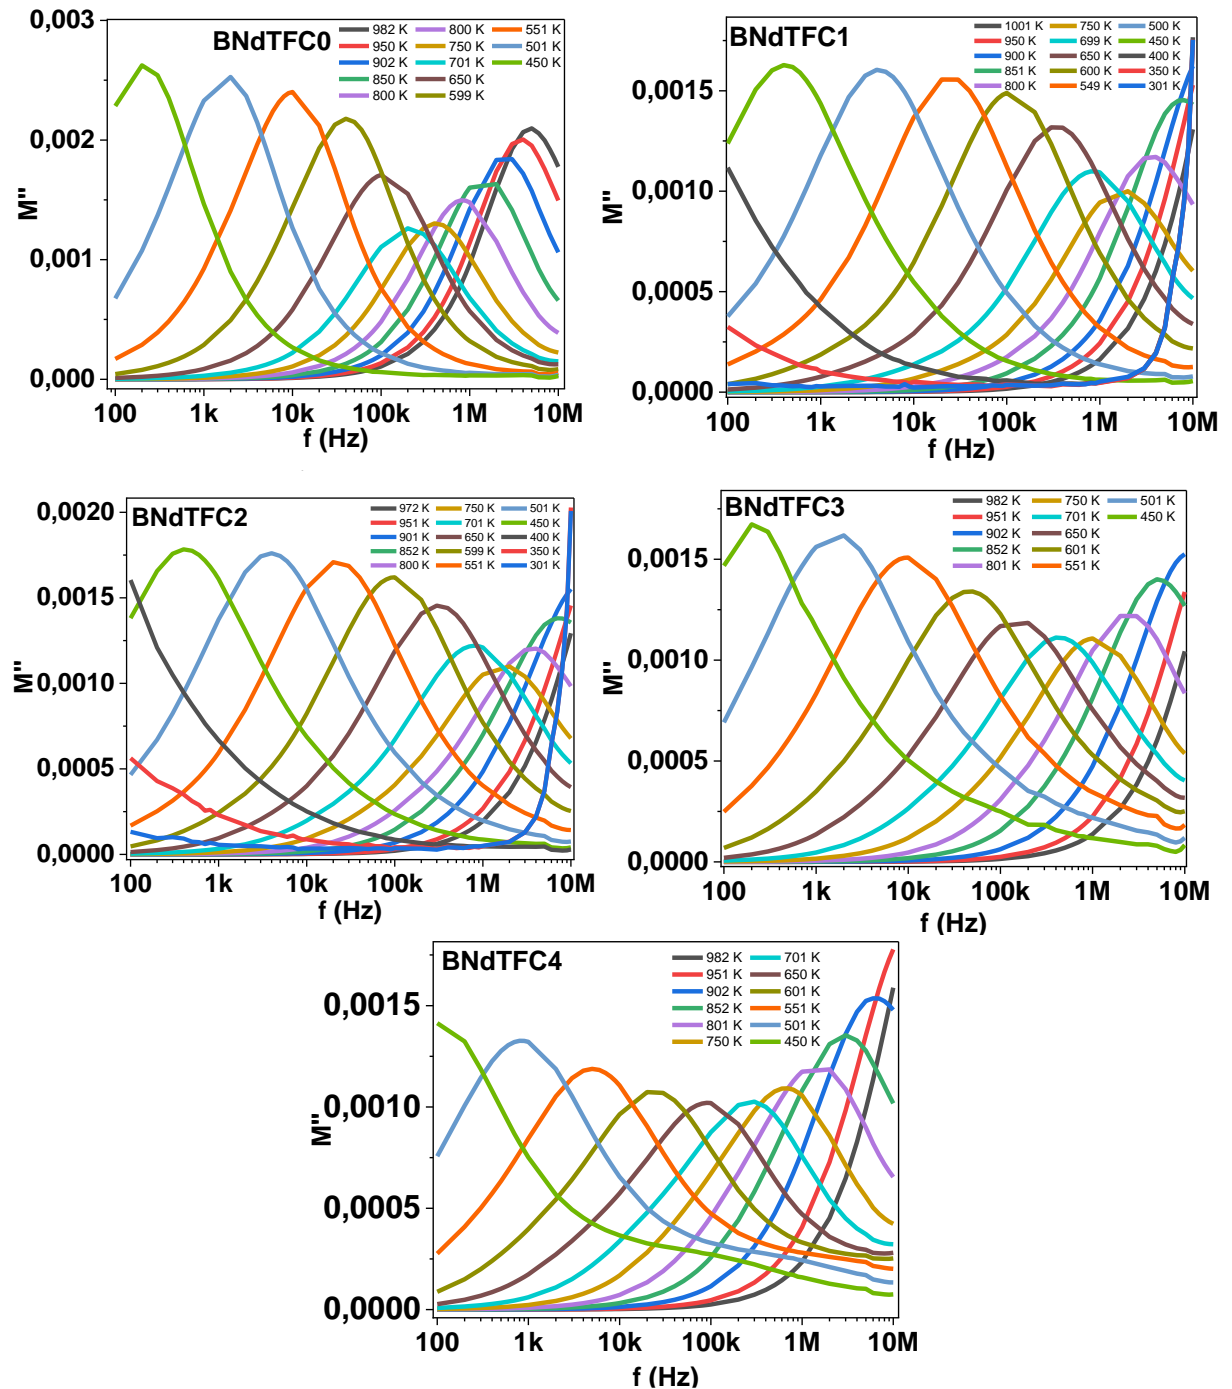 BNdTFC0
982 K 800 K 551 K
950 K 750 K 501 K
902 K 701 K 450 K
850 K 650 K
800 K 599 K
0,003
0,002
0,001
0,000
M''
100 1k 10k 100k 1M 10M
f (Hz)
BNdTFC1
1001 K 750 K 500 K
950 K 699 K 450 K
900 K 650 K 400 K
851 K 600 K 350 K
800 K 549 K 301 K
0,0015
0,0010
0,0005
0,0000
M''
100 1k 10k 100k 1M 10M
f (Hz)
BNdTFC2
972 K 750 K 501 K
951 K 701 K 450 K
901 K 650 K 400 K
852 K 599 K 350 K
800 K 551 K 301 K
0,0020
0,0015
0,0010
0,0005
0,0000
M''
100 1k 10k 100k 1M 10M
f (Hz)
BNdTFC3
982 K 750 K 501 K
951 K 701 K 450 K
902 K 650 K
852 K 601 K
801 K 551 K
0,0015
0,0010
0,0005
0,0000
M''
100 1k 10k 100k 1M 10M
f (Hz)
BNdTFC4
982 K 701 K
951 K 650 K
902 K 601 K
852 K 551 K
801 K 501 K
750 K 450 K
0,0015
0,0010
0,0005
0,0000
M''
100 1k 10k 100k 1M 10M
f (Hz)